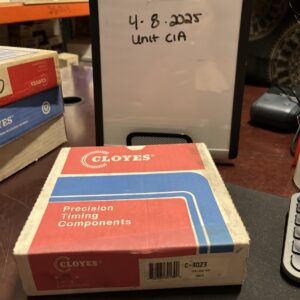 4-8-2025
Unit C1A
CLOYES
CLOYES®
CLOYES®
Precision
Timing
Components
CLOYES®
C-3023